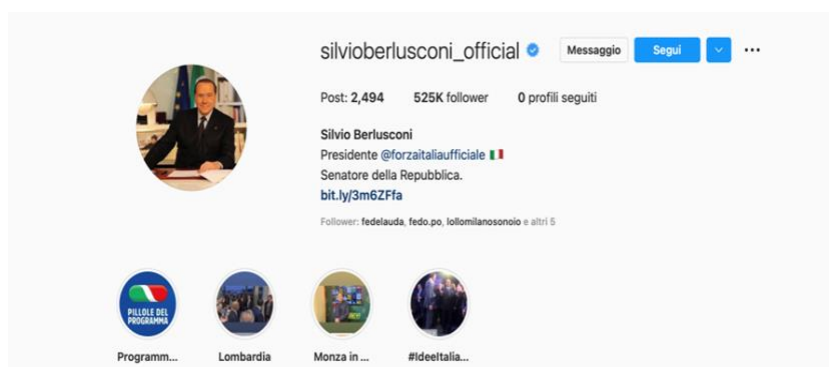 silvioberlusconi_official Messaggio Segui
Post: 2,494 525K follower 0 profili seguiti
Silvio Berlusconi
Presidente @forzaitaliaufficiale
Senatore della Repubblica.
bit.ly/3m6ZFfa
Follower: fedelauda, fedo.po, lollomilanosonoio e altri 5
PILLOLE DEL
PROGRAMMA
Programm... Lombardia Monza in ... #IdeeItalia...